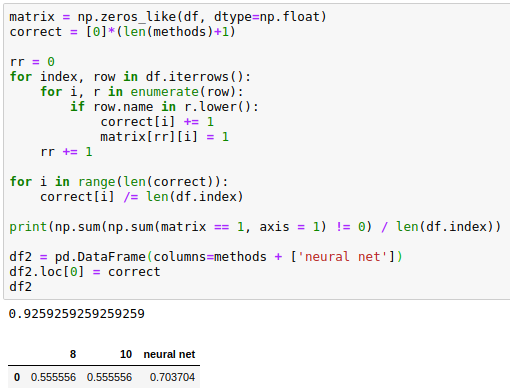 matrix = np.zeros_like(df, dtype=np.float)
correct = [0]*(len(methods)+1)
rr = 0
for index, row in df.iterrows():
    for i, r in enumerate(row):
        if row.name in r.lower():
            correct[i] += 1
            matrix[rr][i] = 1
    rr += 1
for i in range(len(correct)):
    correct[i] /= len(df.index)
print(np.sum(np.sum(matrix == 1, axis = 1) != 0) / len(df.index))
df2 = pd.DataFrame(columns=methods + ['neural net'])
df2.loc[0] = correct
df2
0.9259259259259259
8 10 neural net
0 0.555556 0.555556 0.703704